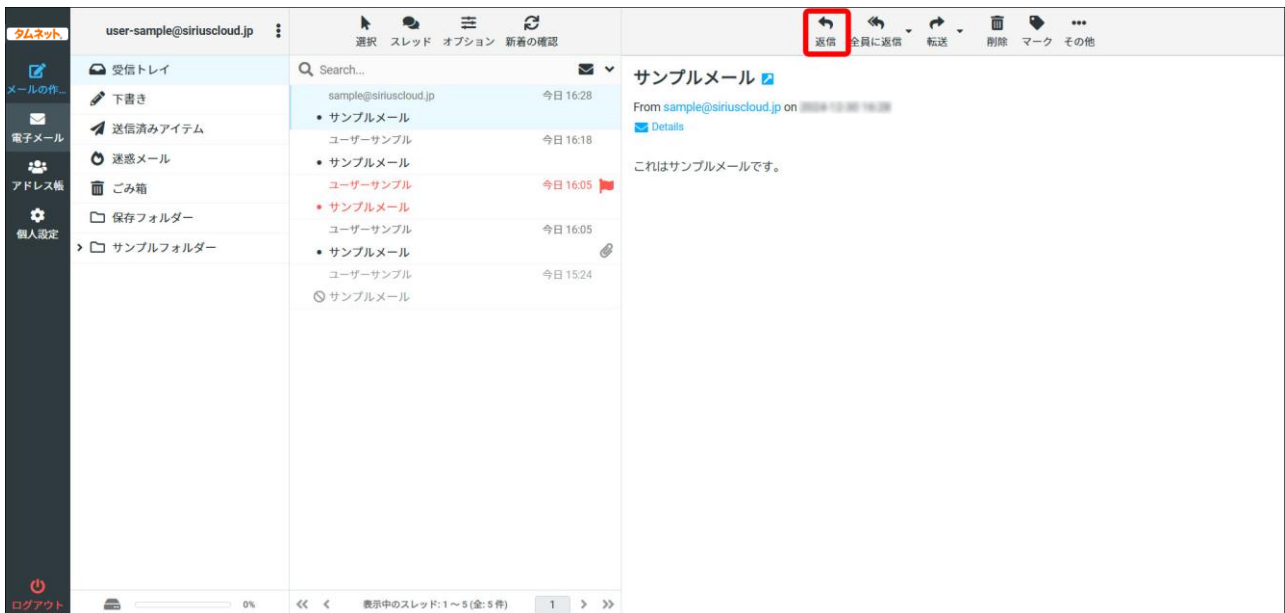 タムネット
メールの作...
電子メール
アドレス帳
個人設定
ログアウト
user-sample@siriuscloud.jp
受信トレイ
下書き
送信済みアイテム
迷惑メール
ごみ箱
保存フォルダー
サンプルフォルダー
0%
選択 スレッド オプション 新着の確認
Search...
sample@siriuscloud.jp 今日 16:28
サンプルメール
ユーザーサンプル 今日 16:18
サンプルメール
ユーザーサンプル 今日 16:05
サンプルメール
ユーザーサンプル 今日 16:05
サンプルメール
ユーザーサンプル 今日 15:24
サンプルメール
表示中のスレッド: 1 ～ 5 (全: 5 件) 1
返信 全員に返信 転送 削除 マーク その他
サンプルメール
From sample@siriuscloud.jp on
Details
これはサンプルメールです。